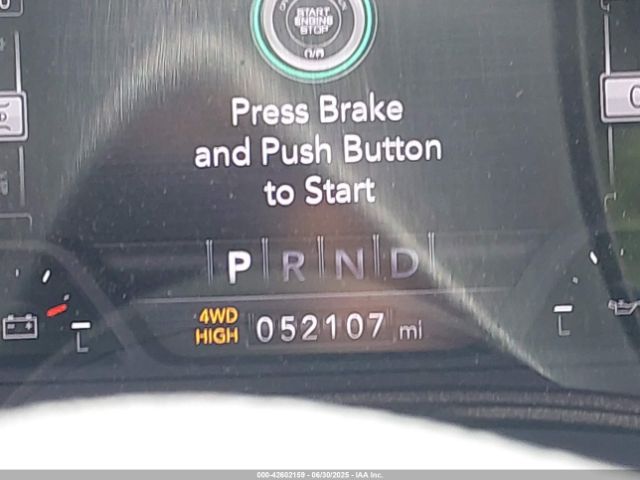 START
ENGINE
STOP
Press Brake
and Push Button
to Start
P R N D
4WD
HIGH
052107 mi
L
L
000-42602159 - 06/30/2025 - IAA Inc.